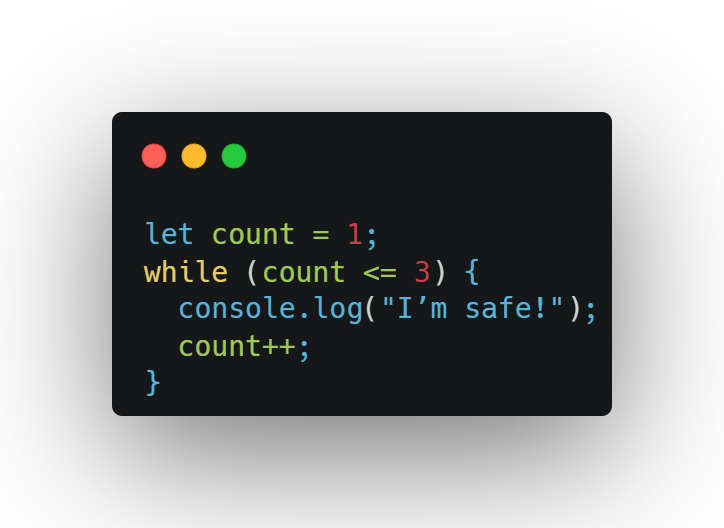 let count = 1;
while (count <= 3) {
  console.log("I’m safe!");
  count++;
}